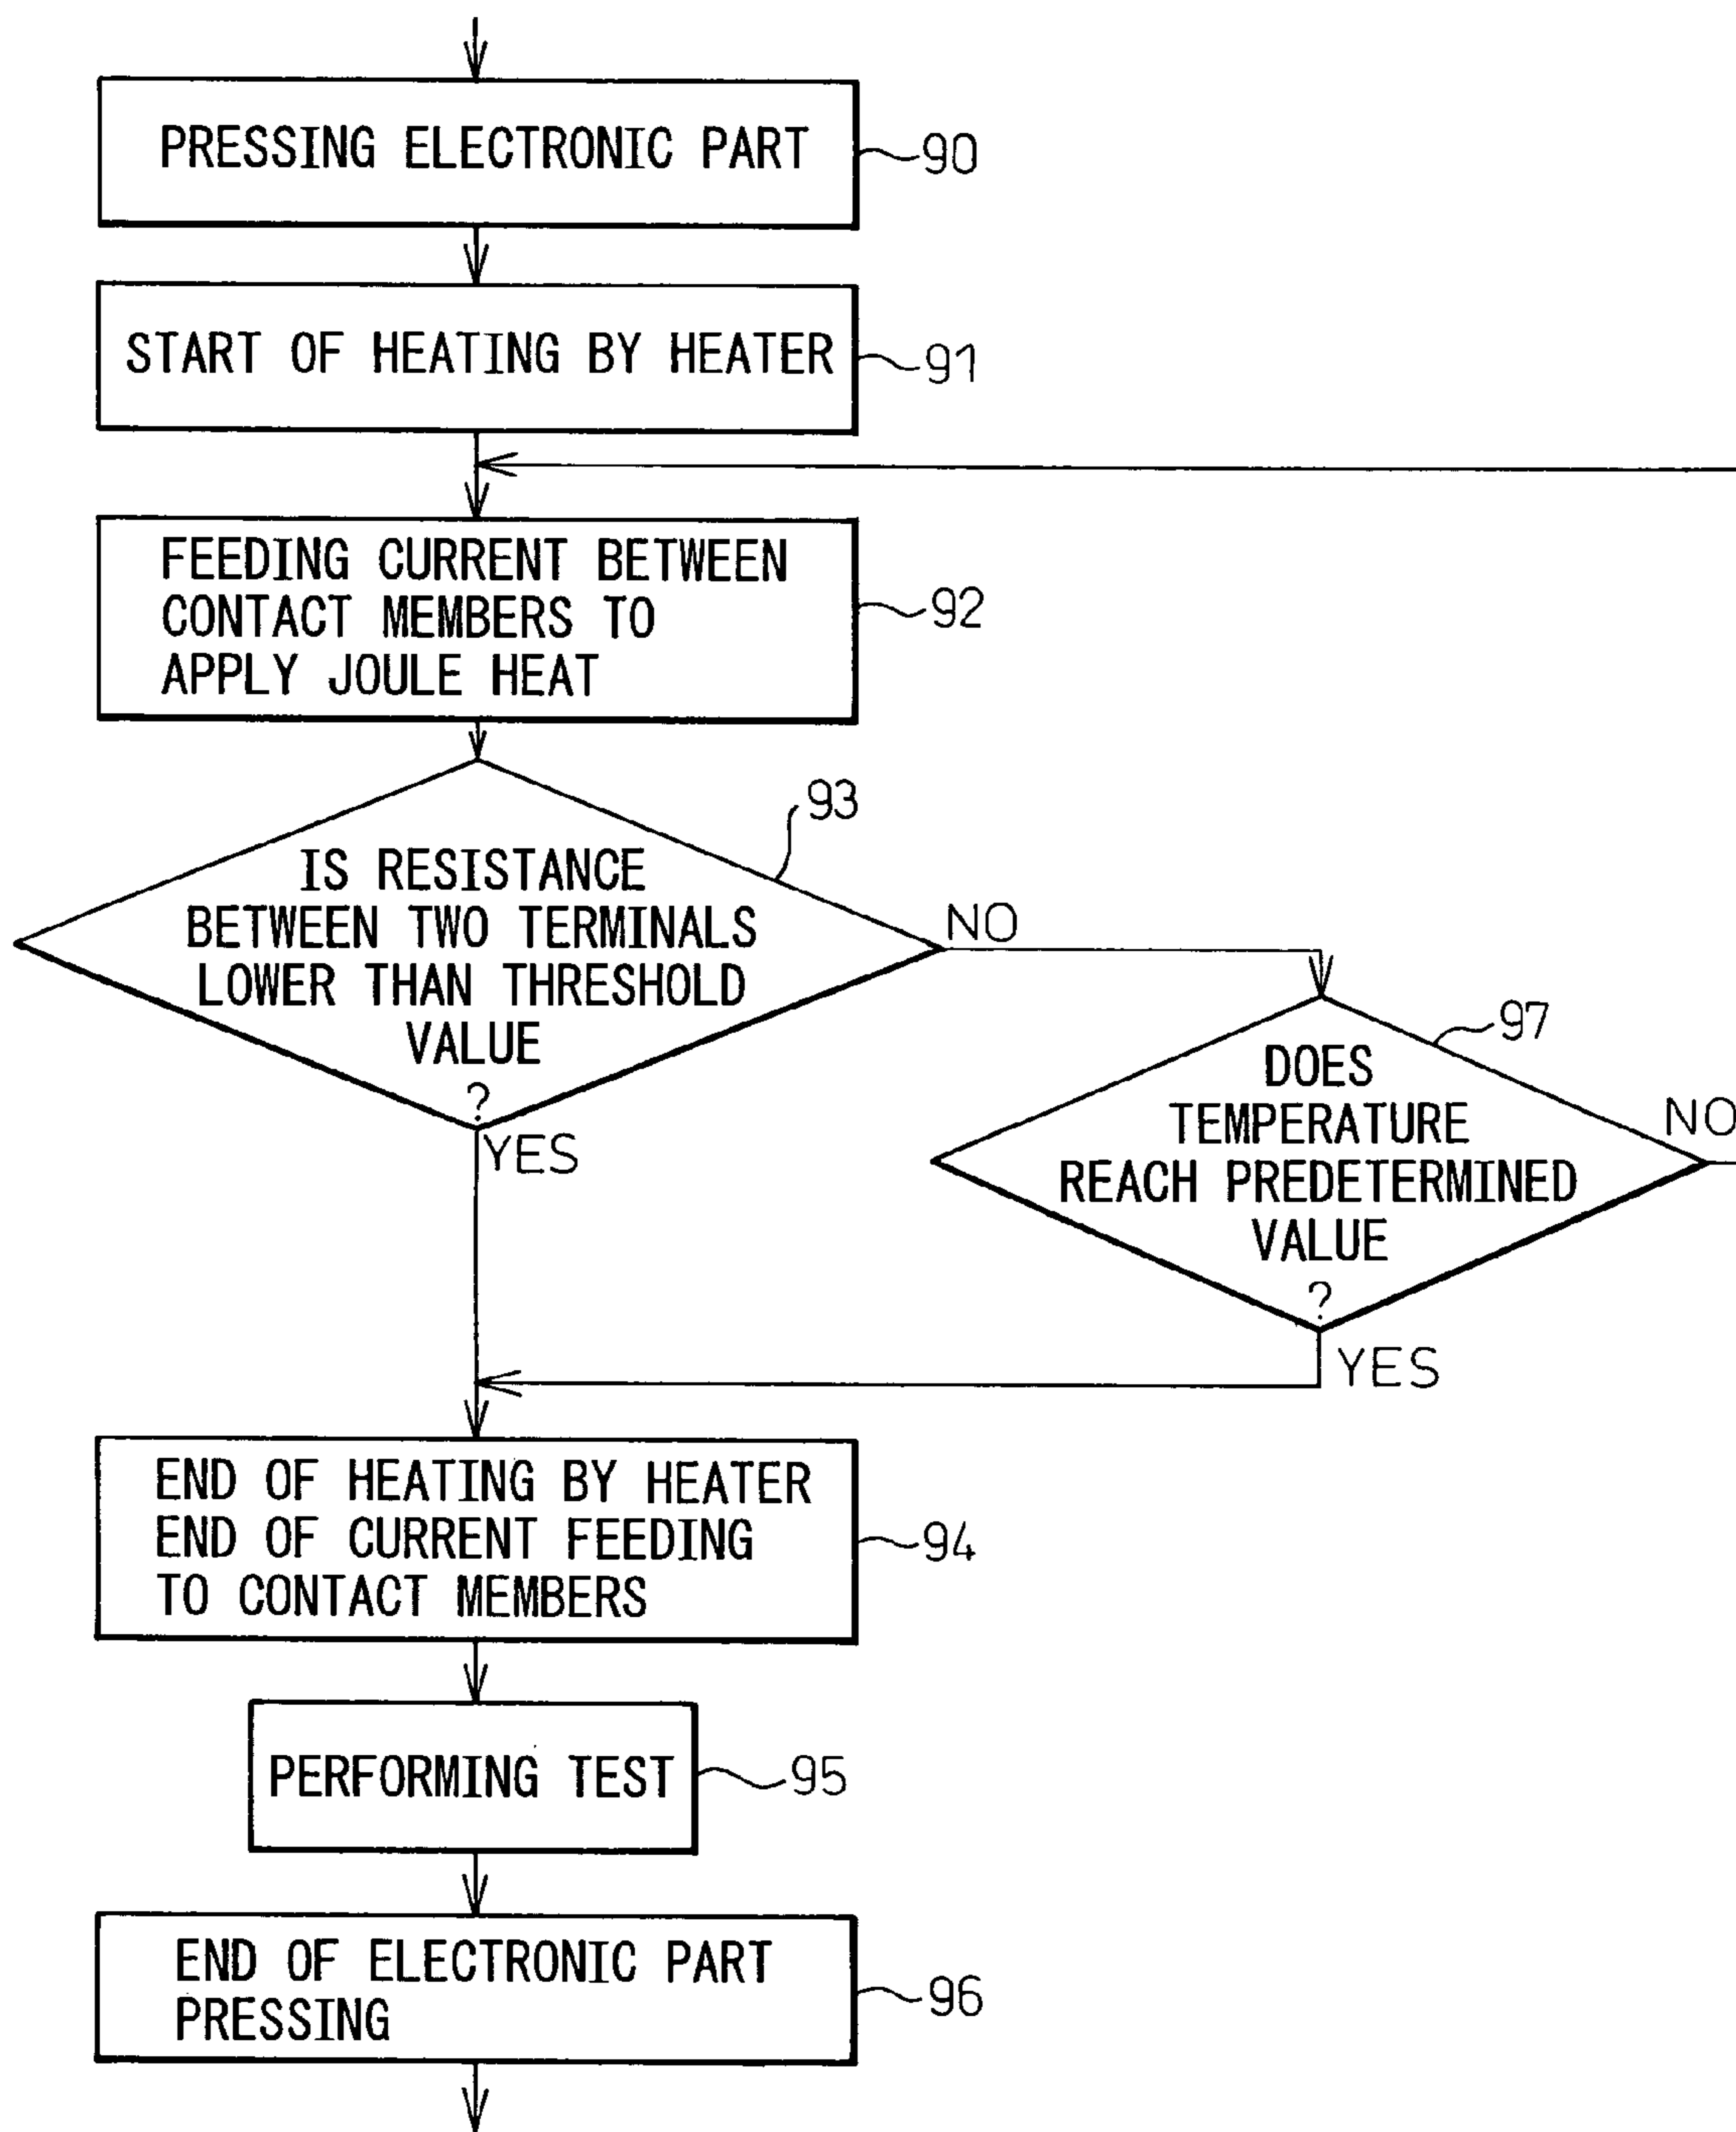 PRESSING ELECTRONIC PART
90
START OF HEATING BY HEATER
91
FEEDING CURRENT BETWEEN
CONTACT MEMBERS TO
APPLY JOULE HEAT
92
93
IS RESISTANCE
BETWEEN TWO TERMINALS
LOWER THAN THRESHOLD
VALUE
?
NO
YES
97
DOES
TEMPERATURE
REACH PREDETERMINED
VALUE
?
NO
YES
END OF HEATING BY HEATER
END OF CURRENT FEEDING
TO CONTACT MEMBERS
94
PERFORMING TEST
95
END OF ELECTRONIC PART
PRESSING
96